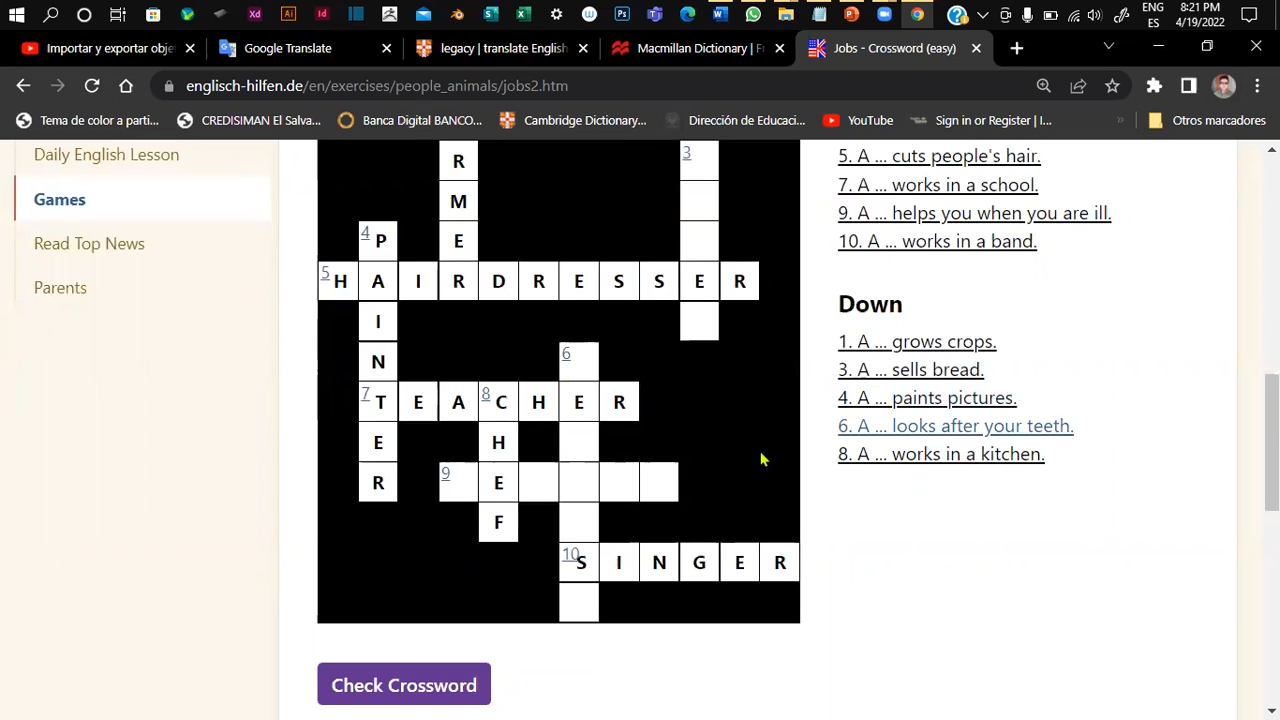 8:21 PM
ENG
ES
4/19/2022
Importar y exportar obje
Google Translate
legacy | translate English
Macmillan Dictionary | Fr
Jobs - Crossword (easy)
englisch-hilfen.de/en/exercises/people_animals/jobs2.htm
Tema de color a parti...
CREDISIMAN El Salva...
Banca Digital BANCO...
Cambridge Dictionary...
Dirección de Educaci...
YouTube
Sign in or Register | I...
Otros marcadores
Daily English Lesson
Games
Read Top News
Parents
R 3
M
4 P E
5 H A I R D R E S S E R
I
N 6
7 T E A 8 C H E R
E H
R 9 E
F
10 S I N G E R
Check Crossword
5. A ... cuts people's hair.
7. A ... works in a school.
9. A ... helps you when you are ill.
10. A ... works in a band.
Down
1. A ... grows crops.
3. A ... sells bread.
4. A ... paints pictures.
6. A ... looks after your teeth.
8. A ... works in a kitchen.